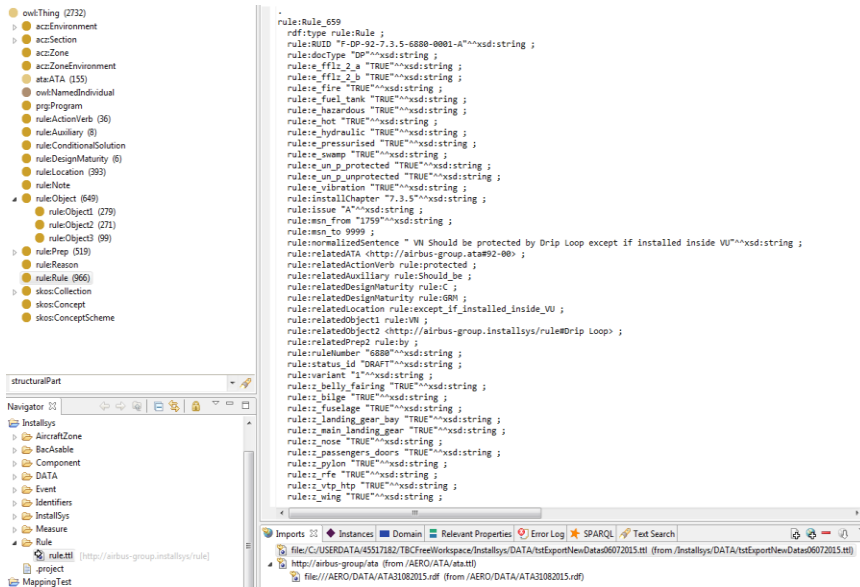 owl:Thing (2732)
acz:Environment
acz:Section
acz:Zone
acz:ZoneEnvironment
ata:ATA (155)
owl:NamedIndividual
prg:Program
rule:ActionVerb (36)
rule:Auxiliary (8)
rule:ConditionalSolution
rule:DesignMaturity (6)
rule:Location (393)
rule:Note
rule:Object (649)
rule:Object1 (279)
rule:Object2 (271)
rule:Object3 (99)
rule:Prep (519)
rule:Reason
rule:Rule (966)
skos:Collection
skos:Concept
skos:ConceptScheme
structuralPart
Navigator
Installsys
AircraftZone
BacAsable
Component
DATA
Event
Identifiers
InstallSys
Measure
Rule
rule.ttl [http://airbus-group.installsys/rule]
.project
MappingTest
.
rule:Rule_659
rdf:type rule:Rule ;
rule:RUID "F-DP-92-7.3.5-6880-0001-A"^^xsd:string ;
rule:docType "DP"^^xsd:string ;
rule:e_fflz_2_a "TRUE"^^xsd:string ;
rule:e_fflz_2_b "TRUE"^^xsd:string ;
rule:e_fire "TRUE"^^xsd:string ;
rule:e_fuel_tank "TRUE"^^xsd:string ;
rule:e_hazardous "TRUE"^^xsd:string ;
rule:e_hot "TRUE"^^xsd:string ;
rule:e_hydraulic "TRUE"^^xsd:string ;
rule:e_pressurised "TRUE"^^xsd:string ;
rule:e_swamp "TRUE"^^xsd:string ;
rule:e_un_p_protected "TRUE"^^xsd:string ;
rule:e_un_p_unprotected "TRUE"^^xsd:string ;
rule:e_vibration "TRUE"^^xsd:string ;
rule:installChapter "7.3.5"^^xsd:string ;
rule:issue "A"^^xsd:string ;
rule:msn_from "1759"^^xsd:string ;
rule:msn_to 9999 ;
rule:normalizedSentence " VN Should be protected by Drip Loop except if installed inside VU"^^xsd:string ;
rule:relatedATA <http://airbus-group.ata#92-00> ;
rule:relatedActionVerb rule:protected ;
rule:relatedAuxiliary rule:Should_be ;
rule:relatedDesignMaturity rule:C ;
rule:relatedDesignMaturity rule:GRM ;
rule:relatedLocation rule:except_if_installed_inside_VU ;
rule:relatedObject1 rule:VN ;
rule:relatedObject2 <http://airbus-group.installsys/rule#Drip Loop> ;
rule:relatedPrep2 rule:by ;
rule:ruleNumber "6880"^^xsd:string ;
rule:status_id "DRAFT"^^xsd:string ;
rule:variant "1"^^xsd:string ;
rule:z_belly_fairing "TRUE"^^xsd:string ;
rule:z_bilge "TRUE"^^xsd:string ;
rule:z_fuselage "TRUE"^^xsd:string ;
rule:z_landing_gear_bay "TRUE"^^xsd:string ;
rule:z_main_landing_gear "TRUE"^^xsd:string ;
rule:z_nose "TRUE"^^xsd:string ;
rule:z_passengers_doors "TRUE"^^xsd:string ;
rule:z_pylon "TRUE"^^xsd:string ;
rule:z_rfe "TRUE"^^xsd:string ;
rule:z_vtp_htp "TRUE"^^xsd:string ;
rule:z_wing "TRUE"^^xsd:string ;
Imports Instances Domain Relevant Properties Error Log SPARQL Text Search
file:/C:/USERDATA/45517182/TBCFreeWorkspace/Installsys/DATA/tstExportNewDatas06072015.ttl (from /Installsys/DATA/tstExportNewDatas06072015.ttl)
http://airbus-group/ata (from /AERO/ATA/ata.ttl)
file:///AERO/DATA/ATA31082015.rdf (from /AERO/DATA/ATA31082015.rdf)